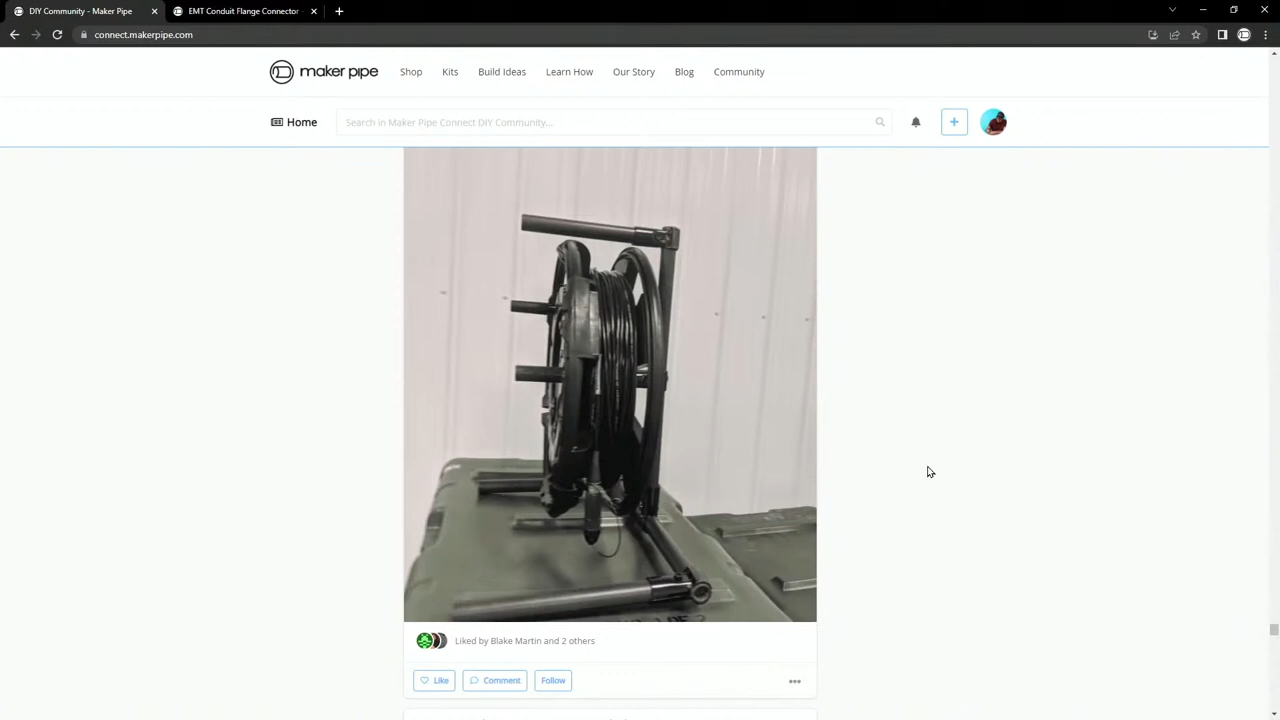 DIY Community - Maker Pipe
EMT Conduit Flange Connector
connect.makerpipe.com
maker pipe
Shop
Kits
Build Ideas
Learn How
Our Story
Blog
Community
Home
Search in Maker Pipe Connect DIY Community...
Liked by Blake Martin and 2 others
Like
Comment
Follow